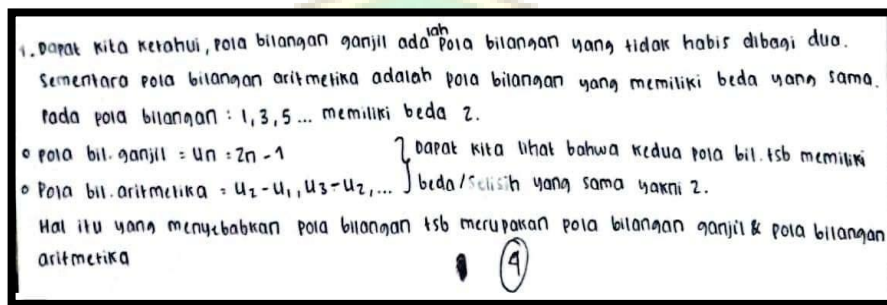 1. Dapat kita ketahui, pola bilangan ganjil adalah pola bilangan yang tidak habis dibagi dua.
Sementara pola bilangan aritmetika adalah pola bilangan yang memiliki beda yang sama.
Pada pola bilangan : 1, 3, 5 ... memiliki beda 2.
o Pola bil. ganjil = Un = 2n - 1 } Dapat kita lihat bahwa kedua pola bil. tsb memiliki
o Pola bil. aritmetika = U2 - U1, U3 - U2, ... beda / selisih yang sama yakni 2.
Hal itu yang menyebabkan pola bilangan tsb merupakan pola bilangan ganjil & pola bilangan
aritmetika
4